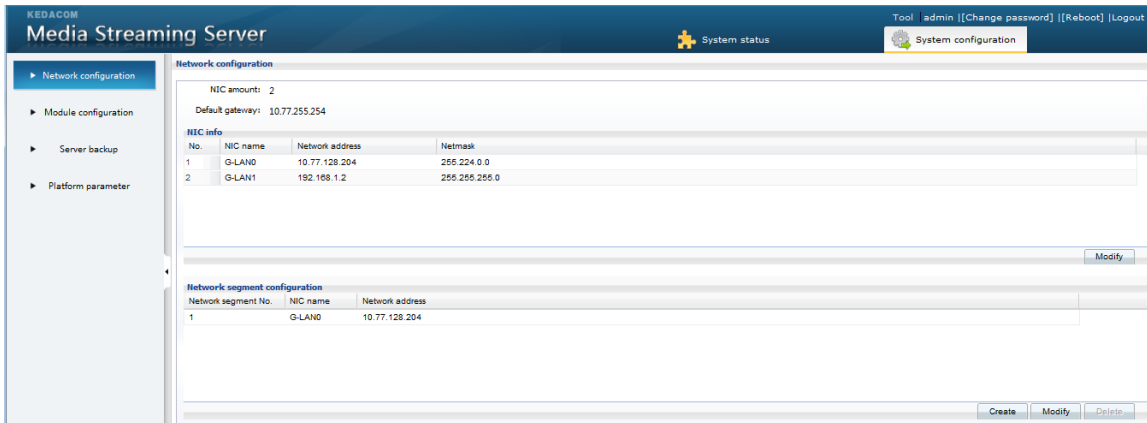 KEDACOM
Media Streaming Server
Tool |admin |[Change password] |[Reboot] |Logout
System status
System configuration
Network configuration
Module configuration
Server backup
Platform parameter
Network configuration
NIC amount: 2
Default gateway: 10.77.255.254
NIC info
No. NIC name Network address Netmask
1 G-LAN0 10.77.128.204 255.224.0.0
2 G-LAN1 192.168.1.2 255.255.255.0
Modify
Network segment configuration
Network segment No. NIC name Network address
1 G-LAN0 10.77.128.204
Create Modify Delete